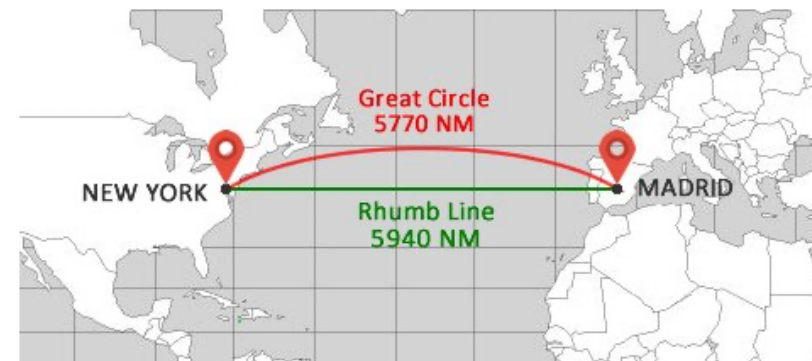 Great Circle
5770 NM
NEW YORK
MADRID
Rhumb Line
5940 NM